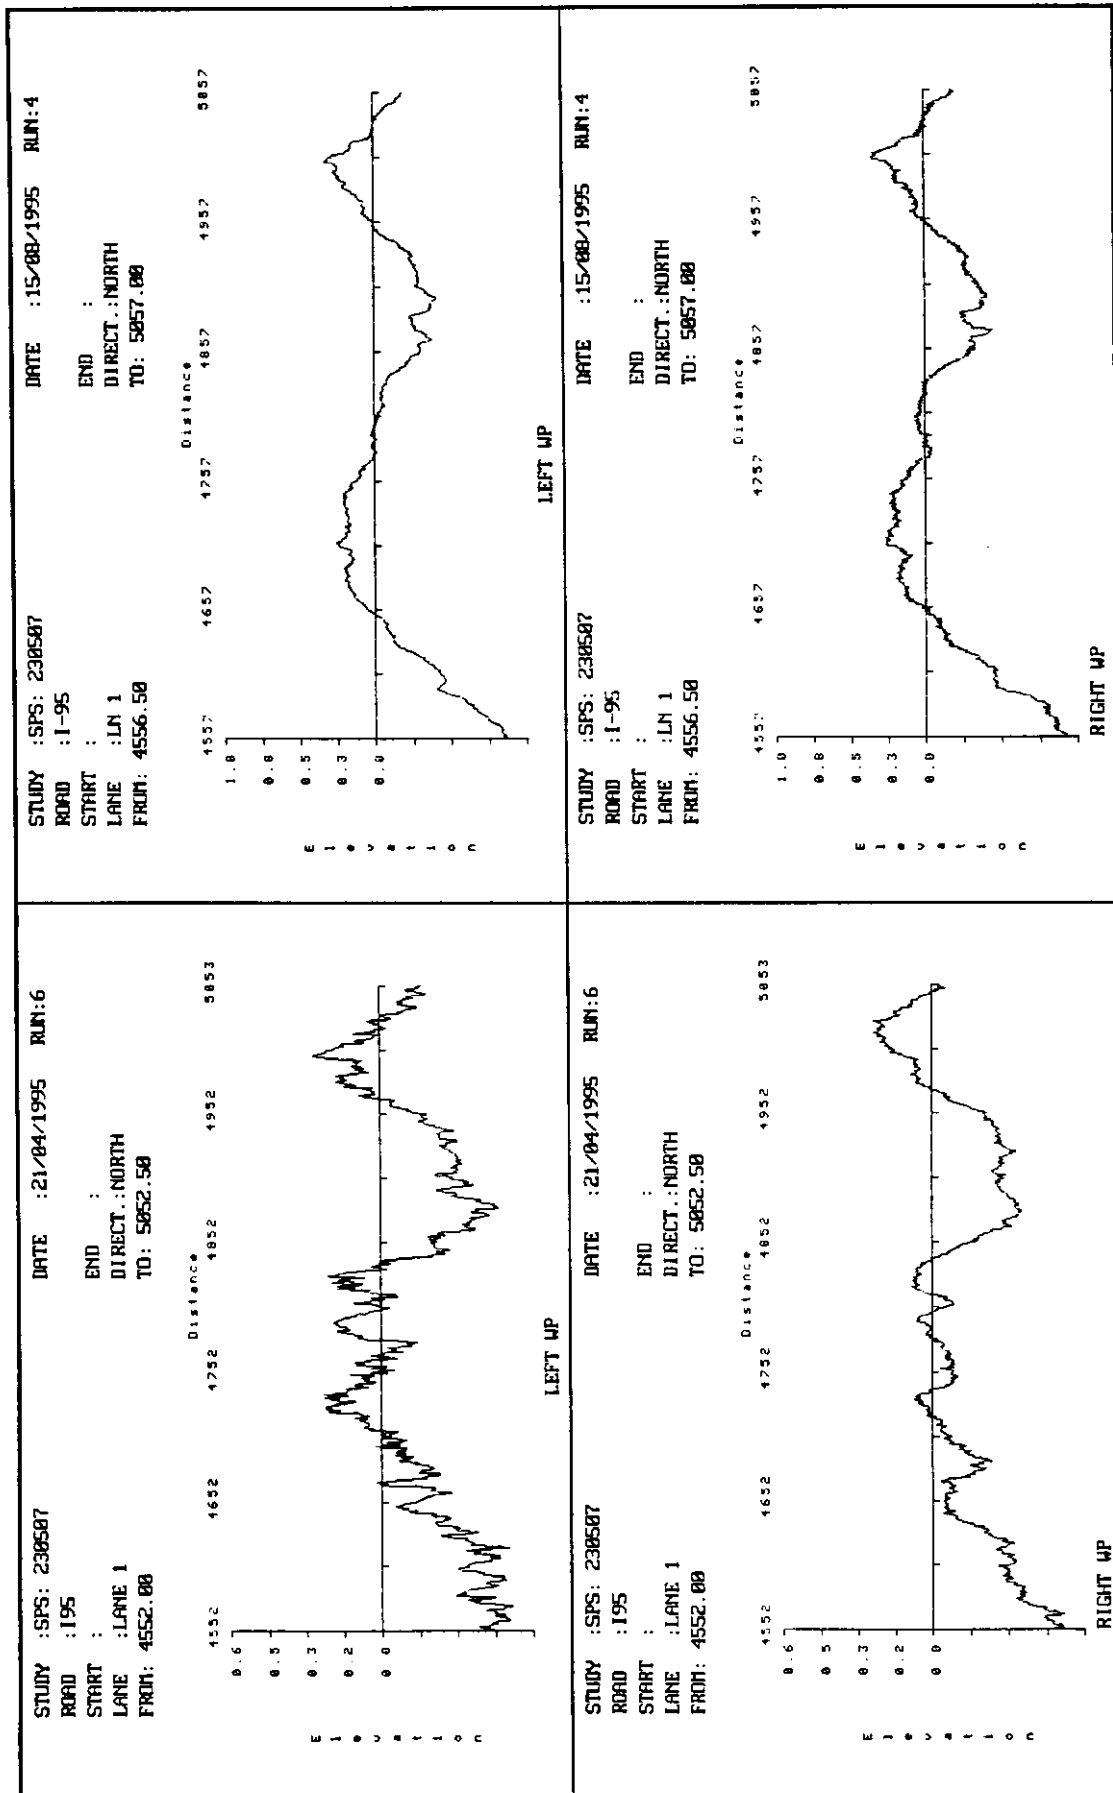 STUDY :SPS: 230507 DATE :21/04/1995 RUN:6
ROAD :I95
START : END :
LANE :LANE 1 DIRECT.:NORTH
FROM: 4552.00 TO: 5052.50
Distance
4552 4652 4752 4852 4952 5053
0.6
0.3
0.2
0.0
Elevation
LEFT WP
STUDY :SPS: 230507 DATE :15/08/1995 RUN:4
ROAD :I-95
START : END :
LANE :LN 1 DIRECT.:NORTH
FROM: 4556.50 TO: 5057.00
Distance
4557 4657 4757 4857 4957 5057
1.0
0.5
0.3
0.0
Elevation
LEFT WP
STUDY :SPS: 230507 DATE :21/04/1995 RUN:6
ROAD :I95
START : END :
LANE :LANE 1 DIRECT.:NORTH
FROM: 4552.00 TO: 5052.50
Distance
4552 4652 4752 4852 4952 5053
0.6
0.3
0.2
0.0
Elevation
RIGHT WP
STUDY :SPS: 230507 DATE :15/08/1995 RUN:4
ROAD :I-95
START : END :
LANE :LN 1 DIRECT.:NORTH
FROM: 4556.50 TO: 5057.00
Distance
4557 4657 4757 4857 4957 5057
1.0
0.5
0.3
0.0
Elevation
RIGHT WP